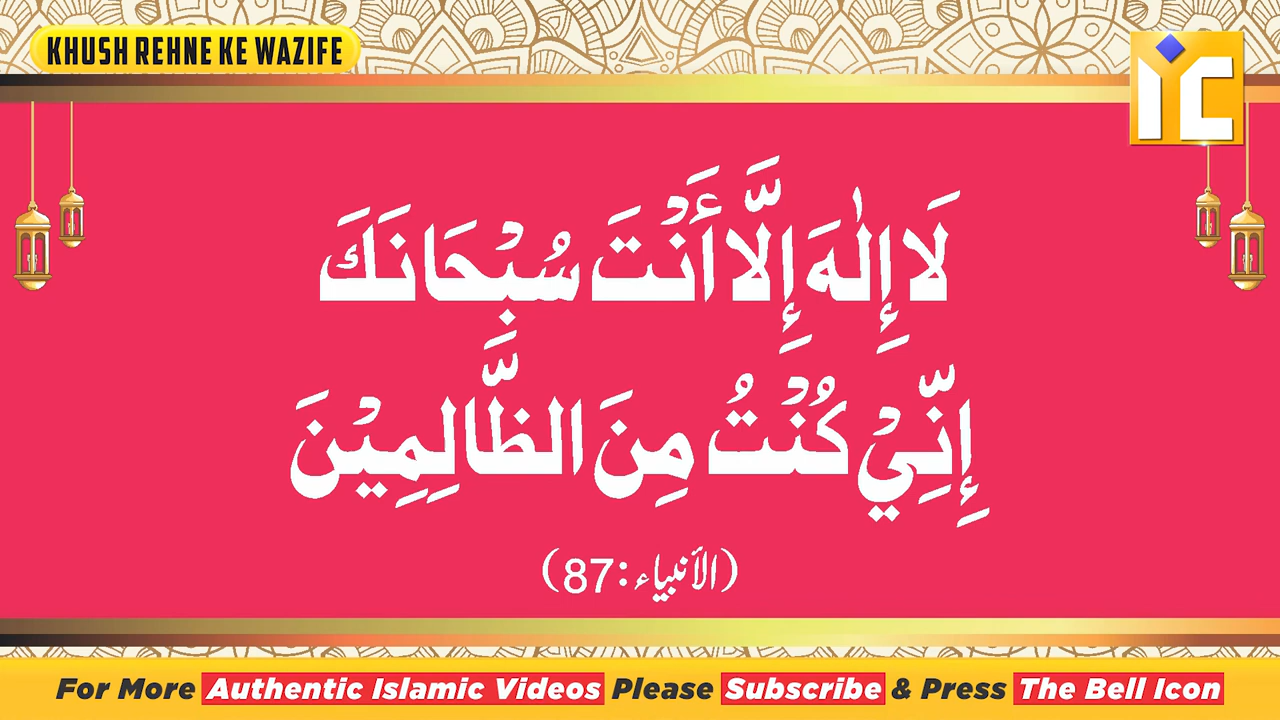 KHUSH REHNE KE WAZIFE
YC
لَا إِلٰهَ إِلَّا أَنْتَ سُبْحَانَكَ
إِنِّيْ كُنْتُ مِنَ الظَّالِمِيْنَ
(الأنبياء:87)
For More Authentic Islamic Videos Please Subscribe & Press The Bell Icon